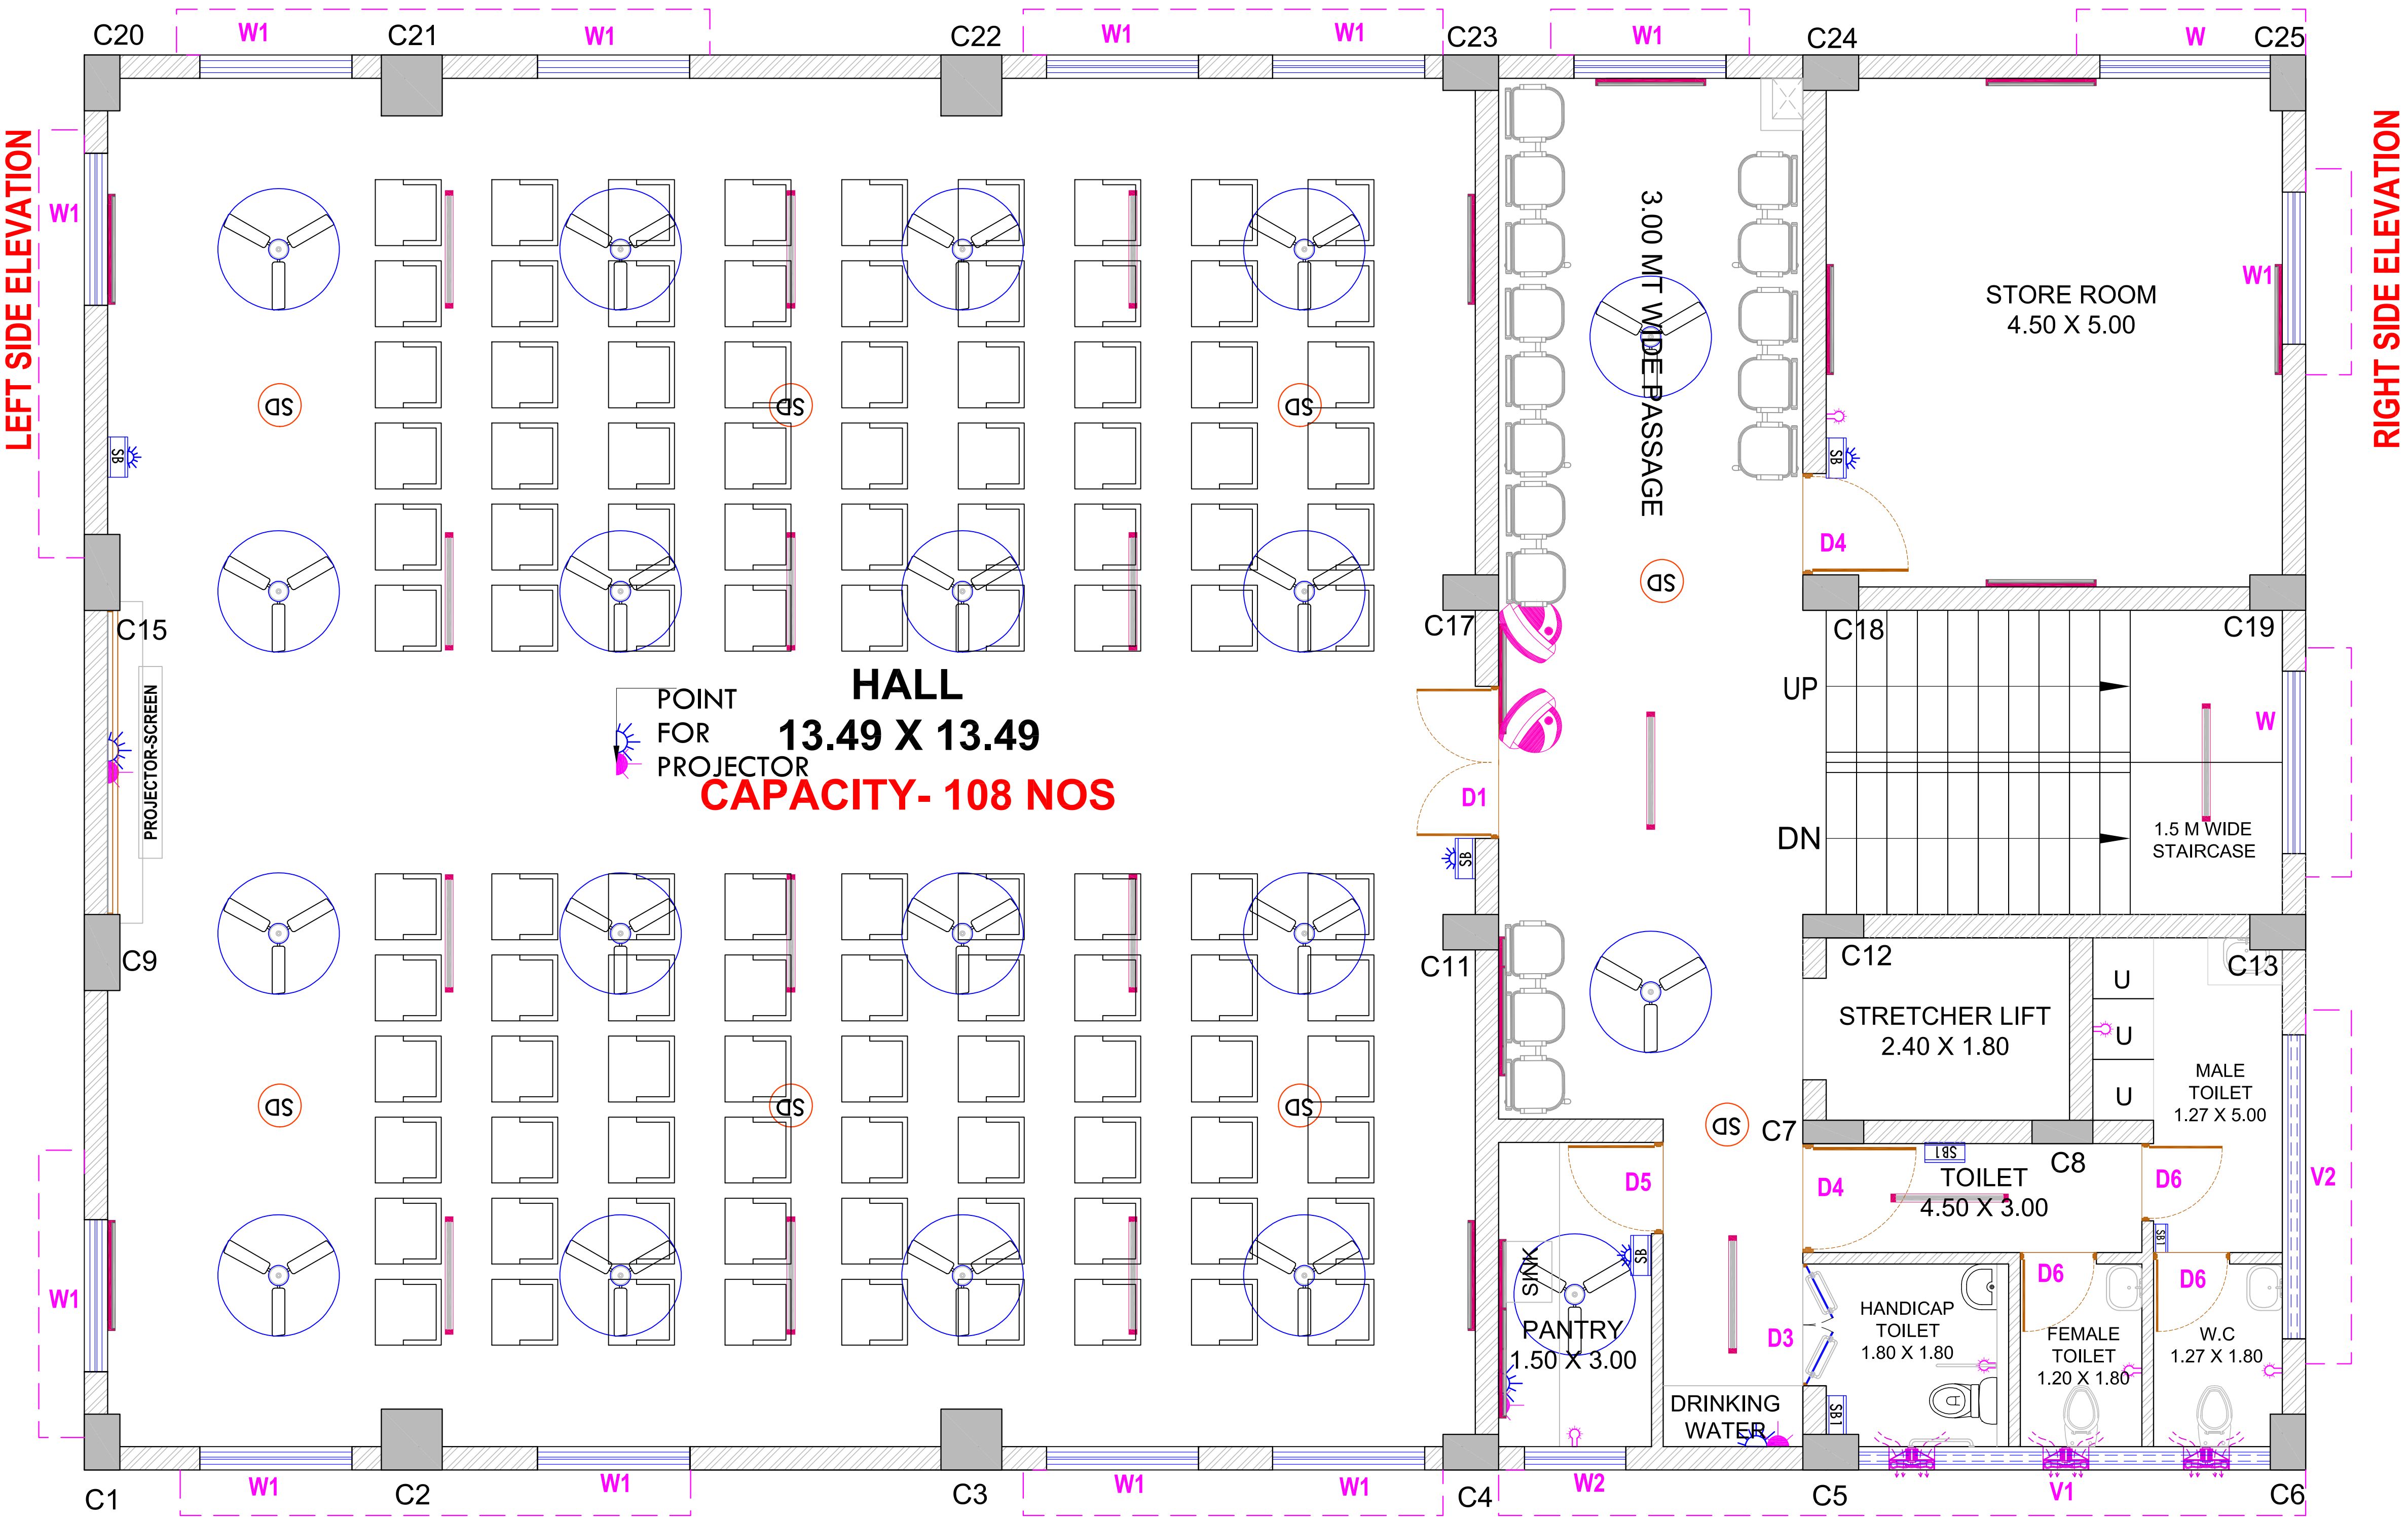 C20
W1
C21
W1
C22
W1
W1
C23
W1
C24
W
C25
LEFT SIDE ELEVATION
W1
3.00 MT WIDE PASSAGE
STORE ROOM
4.50 X 5.00
W1
RIGHT SIDE ELEVATION
SD
SD
SD
SB
SB
D4
SD
C15
C17
C18
C19
PROJECTOR-SCREEN
POINT
FOR
PROJECTOR
HALL
13.49 X 13.49
CAPACITY- 108 NOS
D1
SB
UP
DN
W
1.5 M WIDE
STAIRCASE
C9
C11
C12
C13
STRETCHER LIFT
2.40 X 1.80
U
U
U
MALE
TOILET
1.27 X 5.00
SD
SD
SD
SD
C7
C8
SB1
D5
D4
TOILET
4.50 X 3.00
D6
V2
SB1
W1
SINK
SB
PANTRY
1.50 X 3.00
D3
HANDICAP
TOILET
1.80 X 1.80
D6
FEMALE
TOILET
1.20 X 1.80
D6
W.C
1.27 X 1.80
DRINKING
WATER
SB1
C1
W1
C2
W1
C3
W1
W1
C4
W2
C5
V1
C6